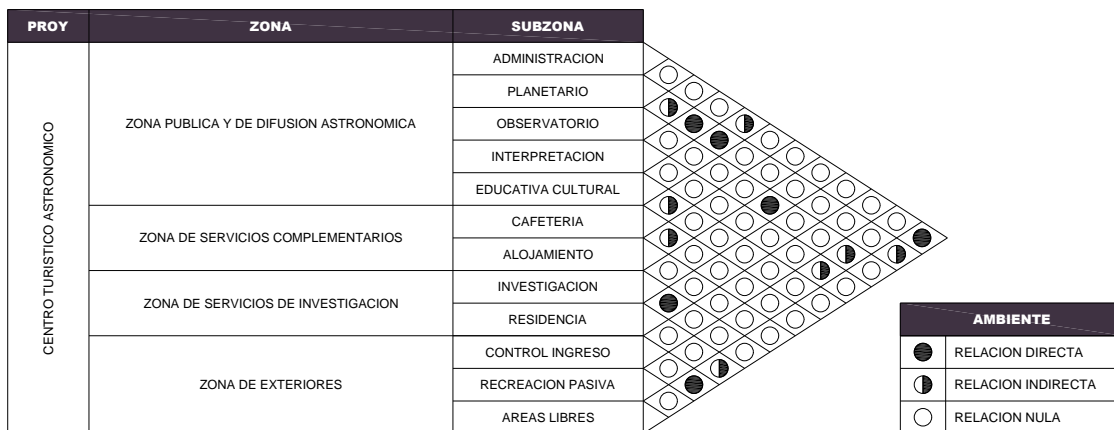 PROY ZONA SUBZONA
CENTRO TURISTICO ASTRONOMICO
ZONA PUBLICA Y DE DIFUSION ASTRONOMICA
ADMINISTRACION
PLANETARIO
OBSERVATORIO
INTERPRETACION
EDUCATIVA CULTURAL
ZONA DE SERVICIOS COMPLEMENTARIOS
CAFETERIA
ALOJAMIENTO
ZONA DE SERVICIOS DE INVESTIGACION
INVESTIGACION
RESIDENCIA
ZONA DE EXTERIORES
CONTROL INGRESO
RECREACION PASIVA
AREAS LIBRES
AMBIENTE
RELACION DIRECTA
RELACION INDIRECTA
RELACION NULA